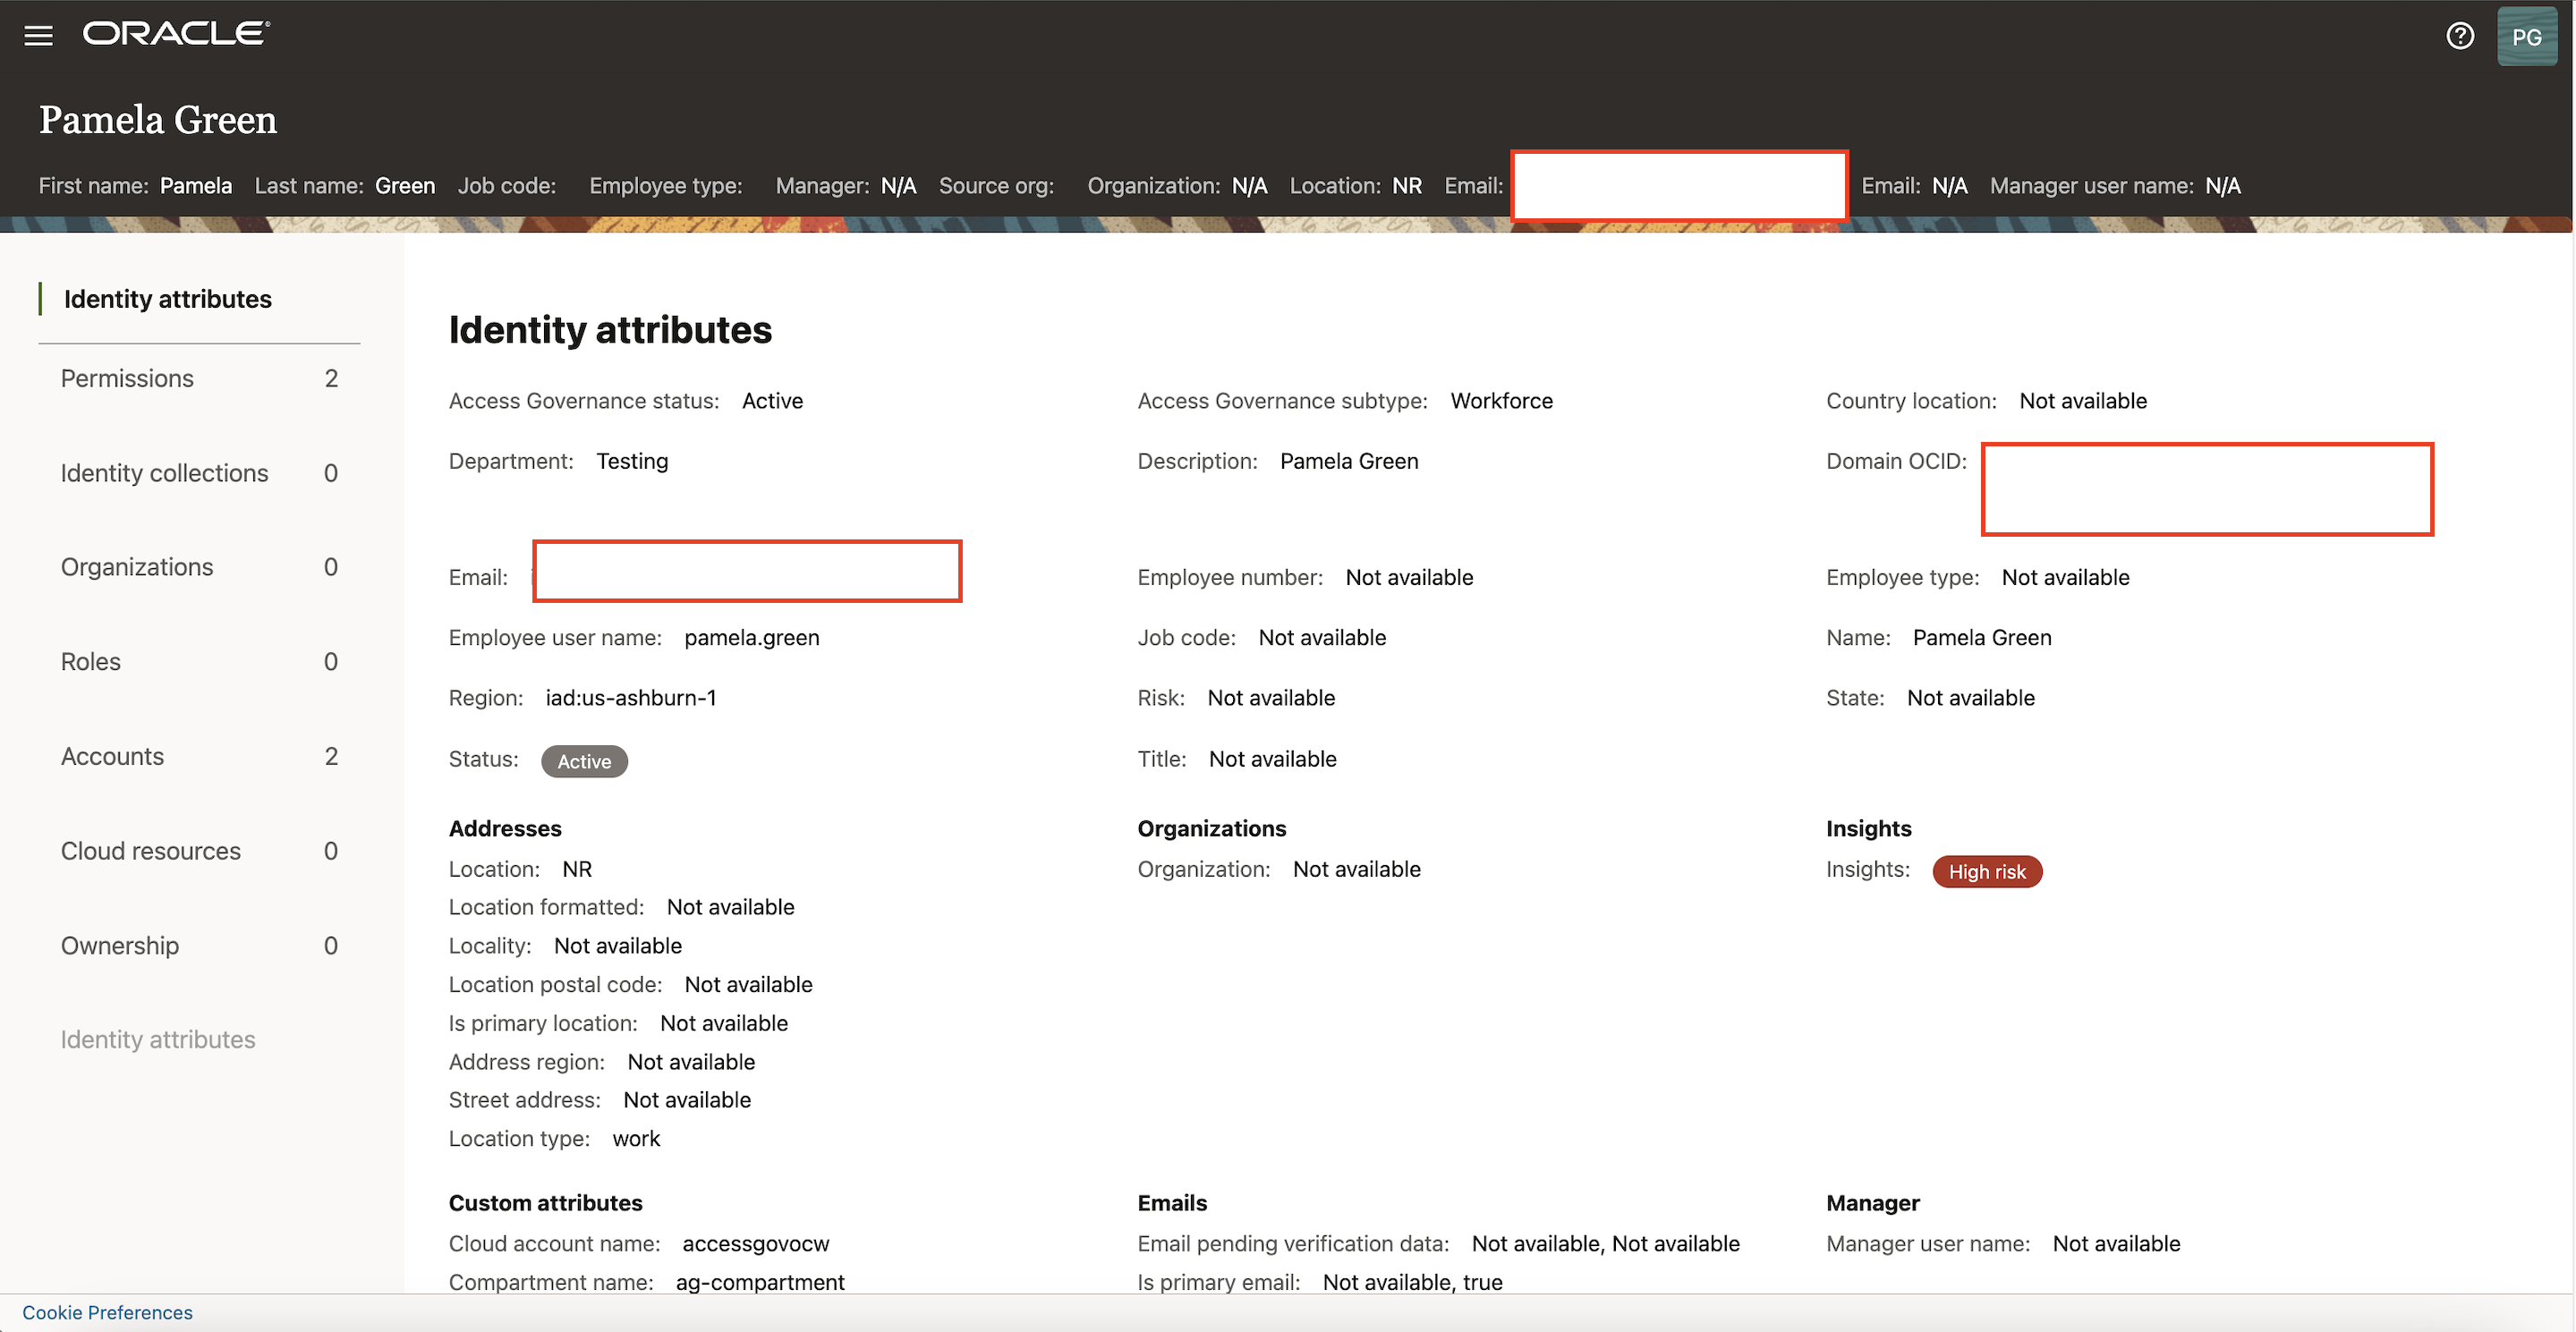 ORACLE
PG
Pamela Green
First name: Pamela Last name: Green Job code: Employee type: Manager: N/A Source org: Organization: N/A Location: NR Email: Email: N/A Manager user name: N/A
Identity attributes
Permissions 2
Identity collections 0
Organizations 0
Roles 0
Accounts 2
Cloud resources 0
Ownership 0
Identity attributes
Identity attributes
Access Governance status: Active Access Governance subtype: Workforce Country location: Not available
Department: Testing Description: Pamela Green Domain OCID:
Email: Employee number: Not available Employee type: Not available
Employee user name: pamela.green Job code: Not available Name: Pamela Green
Region: iad:us-ashburn-1 Risk: Not available State: Not available
Status: Active Title: Not available
Addresses
Location: NR
Location formatted: Not available
Locality: Not available
Location postal code: Not available
Is primary location: Not available
Address region: Not available
Street address: Not available
Location type: work
Organizations
Organization: Not available
Insights
Insights: High risk
Custom attributes
Cloud account name: accessgovocw
Compartment name: ag-compartment
Emails
Email pending verification data: Not available, Not available
Is primary email: Not available, true
Manager
Manager user name: Not available
Cookie Preferences